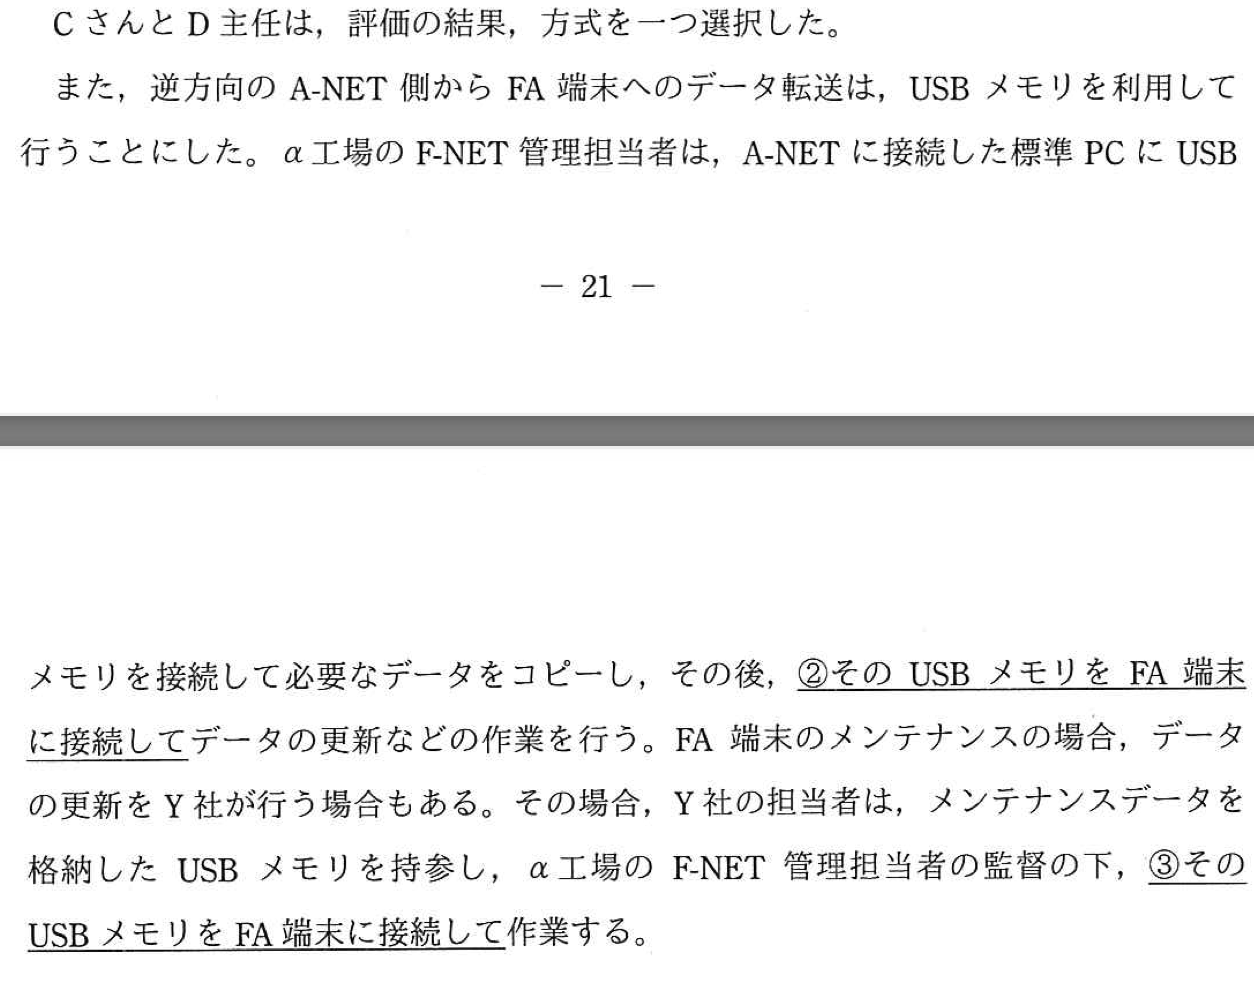 CさんとD主任は，評価の結果，方式を一つ選択した。
また，逆方向の A-NET 側から FA 端末へのデータ転送は，USB メモリを利用して
行うことにした。α工場の F-NET 管理担当者は，A-NET に接続した標準 PC に USB
－ 21 －
メモリを接続して必要なデータをコピーし，その後，②その USB メモリを FA 端末
に接続してデータの更新などの作業を行う。FA 端末のメンテナンスの場合，データ
の更新を Y 社が行う場合もある。その場合，Y 社の担当者は，メンテナンスデータを
格納した USB メモリを持参し，α工場の F-NET 管理担当者の監督の下，③その
USB メモリを FA 端末に接続して作業する。